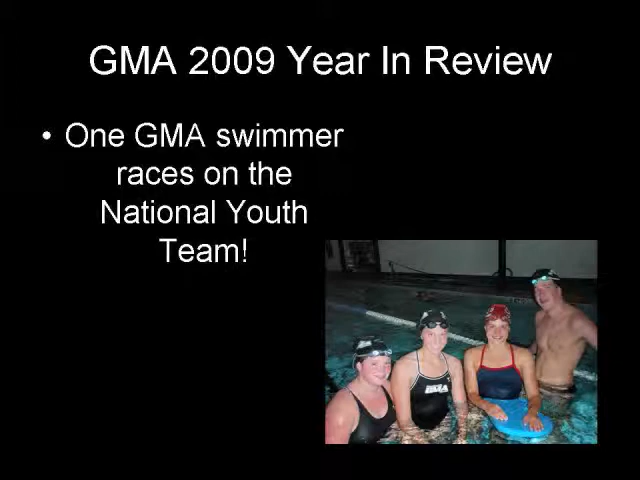 GMA 2009 Year In Review
• One GMA swimmer
races on the
National Youth
Team!
GMA